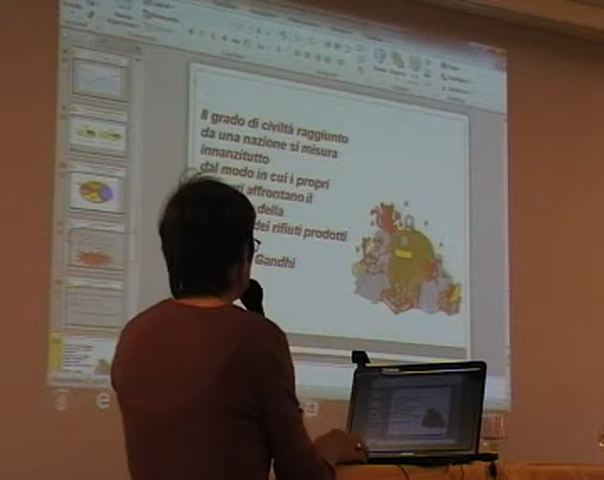 Il grado di civiltà raggiunto
da una nazione si misura
innanzitutto
dal modo in cui i propri
affrontano il
della
dei rifiuti prodotti
Gandhi